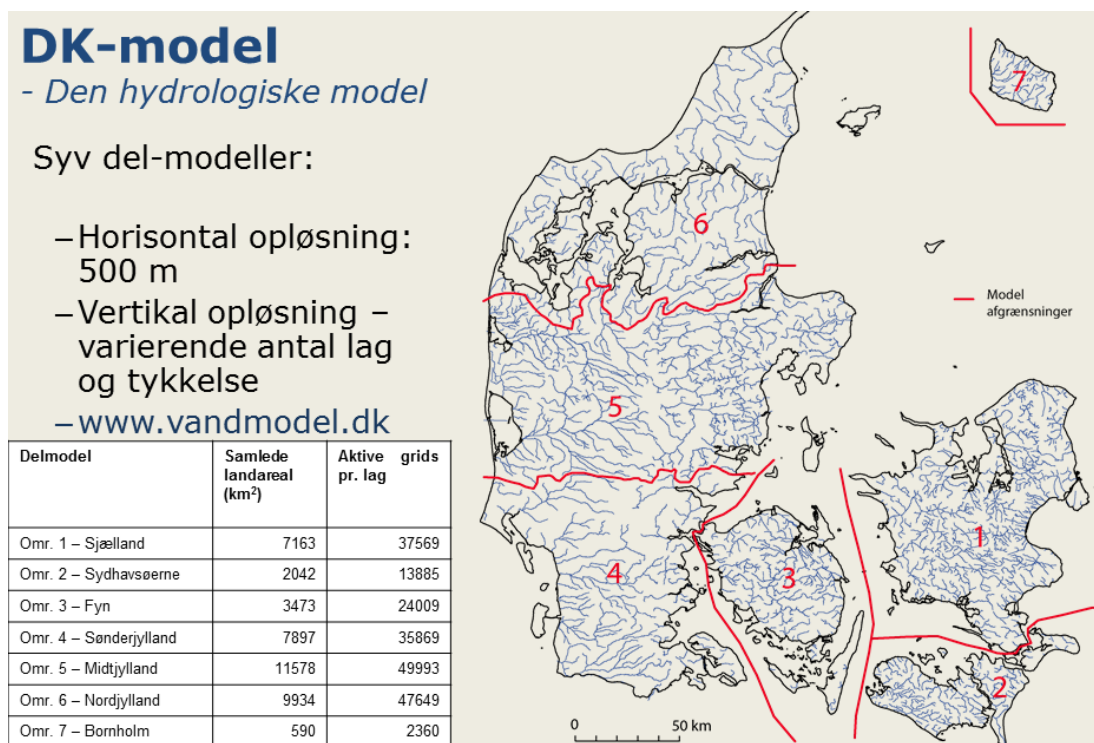 DK-model
- Den hydrologiske model
Syv del-modeller:
–Horisontal opløsning:
500 m
–Vertikal opløsning –
varierende antal lag
og tykkelse
–www.vandmodel.dk
Delmodel Samlede landareal (km²) Aktive grids pr. lag
Omr. 1 – Sjælland 7163 37569
Omr. 2 – Sydhavsøerne 2042 13885
Omr. 3 – Fyn 3473 24009
Omr. 4 – Sønderjylland 7897 35869
Omr. 5 – Midtjylland 11578 49993
Omr. 6 – Nordjylland 9934 47649
Omr. 7 – Bornholm 590 2360
7
6
Model
afgrænsninger
5
1
4
3
2
0 50 km